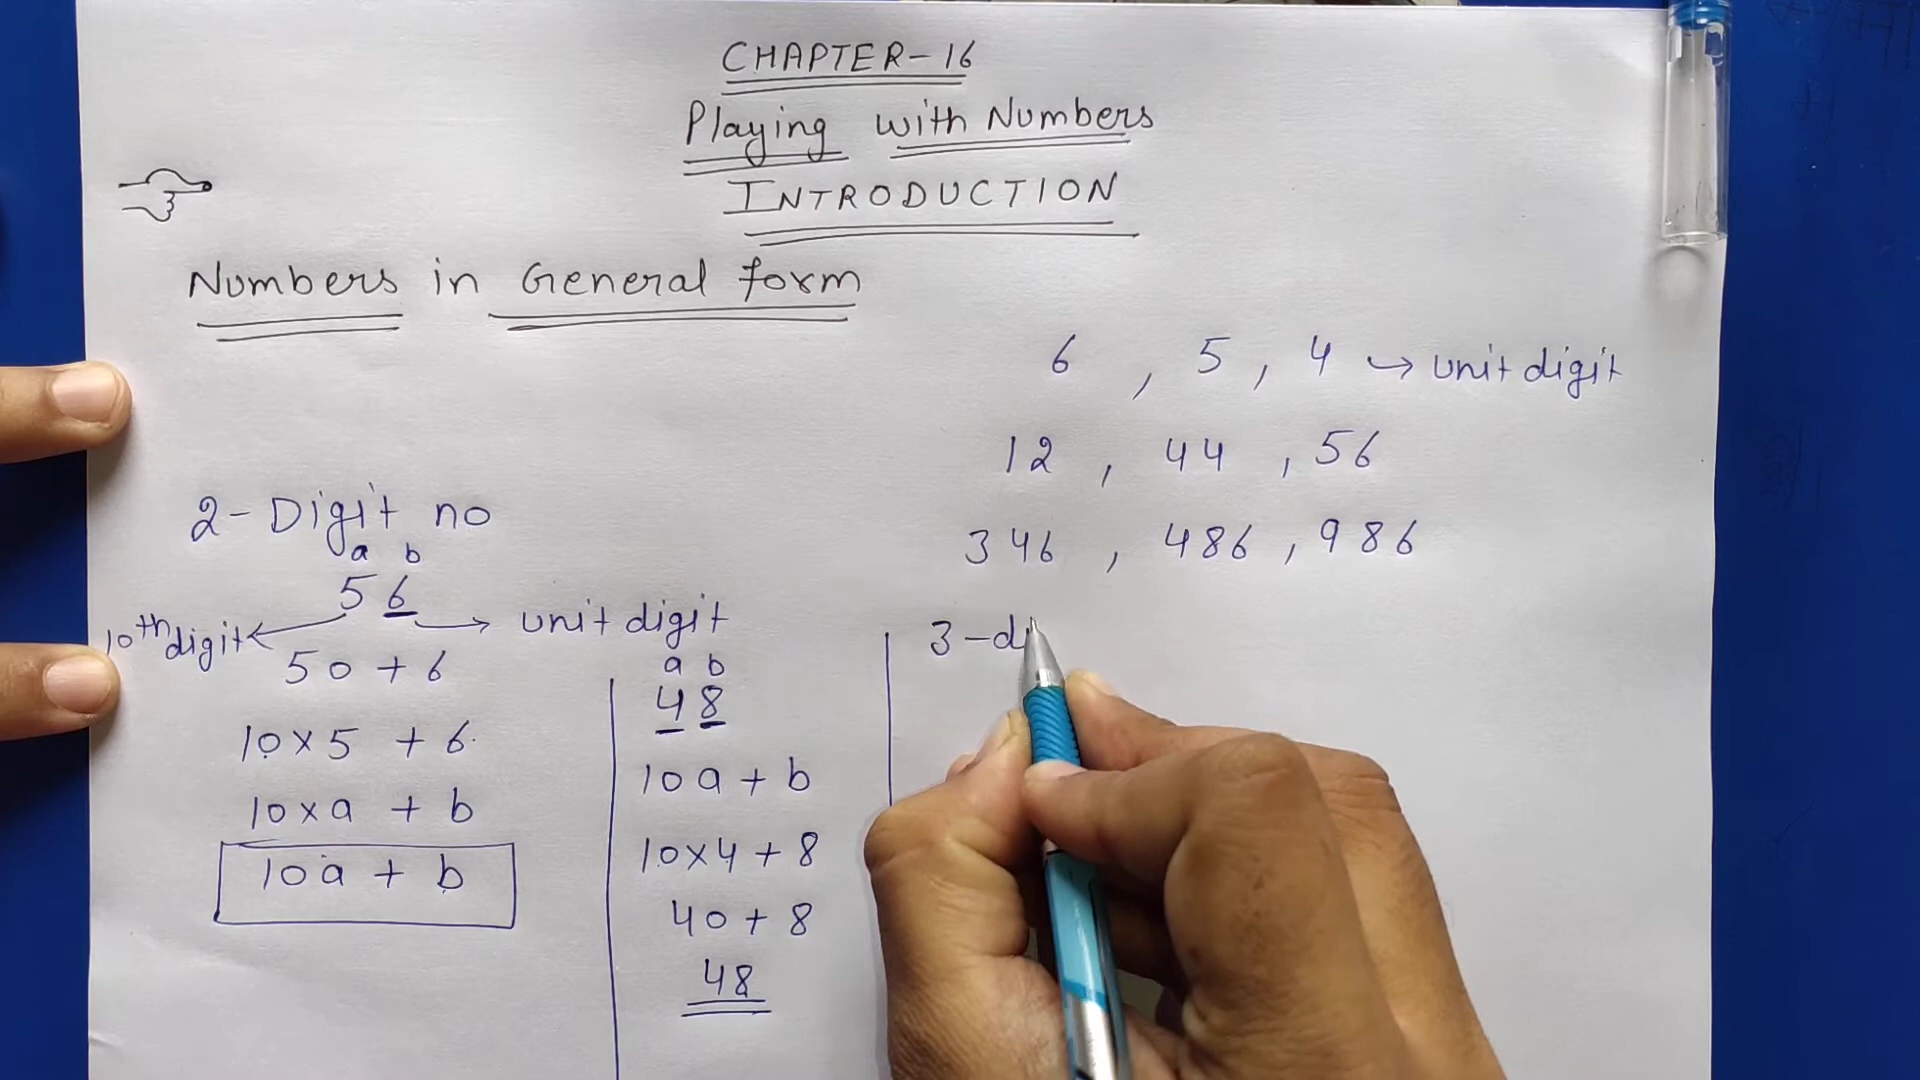 CHAPTER-16
Playing with Numbers
INTRODUCTION
Numbers in General form
6 , 5 , 4 → unit digit
12 , 44 , 56
346 , 486 , 986
2-Digit no
a b
56
10th digit ← → unit digit
50 + 6
10×5 + 6
10×a + b
10a + b
a b
48
10a + b
10×4 + 8
40 + 8
48
3-di